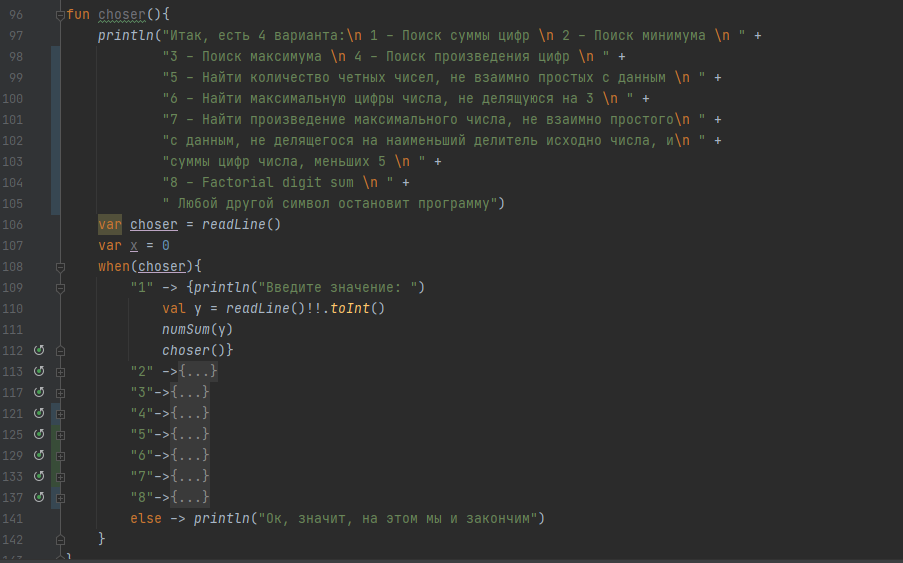 96 fun choser(){
97 println("Итак, есть 4 варианта:\n 1 – Поиск суммы цифр \n 2 – Поиск минимума \n " +
98 "3 – Поиск максимума \n 4 – Поиск произведения цифр \n " +
99 "5 – Найти количество четных чисел, не взаимно простых с данным \n " +
100 "6 – Найти максимальную цифры числа, не делящуюся на 3 \n " +
101 "7 – Найти произведение максимального числа, не взаимно простого\n " +
102 "с данным, не делящегося на наименьший делитель исходно числа, и\n " +
103 "суммы цифр числа, меньших 5 \n " +
104 "8 – Factorial digit sum \n " +
105 " Любой другой символ остановит программу")
106 var choser = readLine()
107 var x = 0
108 when(choser){
109 "1" -> {println("Введите значение: ")
110 val y = readLine()!!.toInt()
111 numSum(y)
112 choser()}
113 "2" ->{...}
117 "3"->{...}
121 "4"->{...}
125 "5"->{...}
129 "6"->{...}
133 "7"->{...}
137 "8"->{...}
141 else -> println("Ок, значит, на этом мы и закончим")
142 }
}